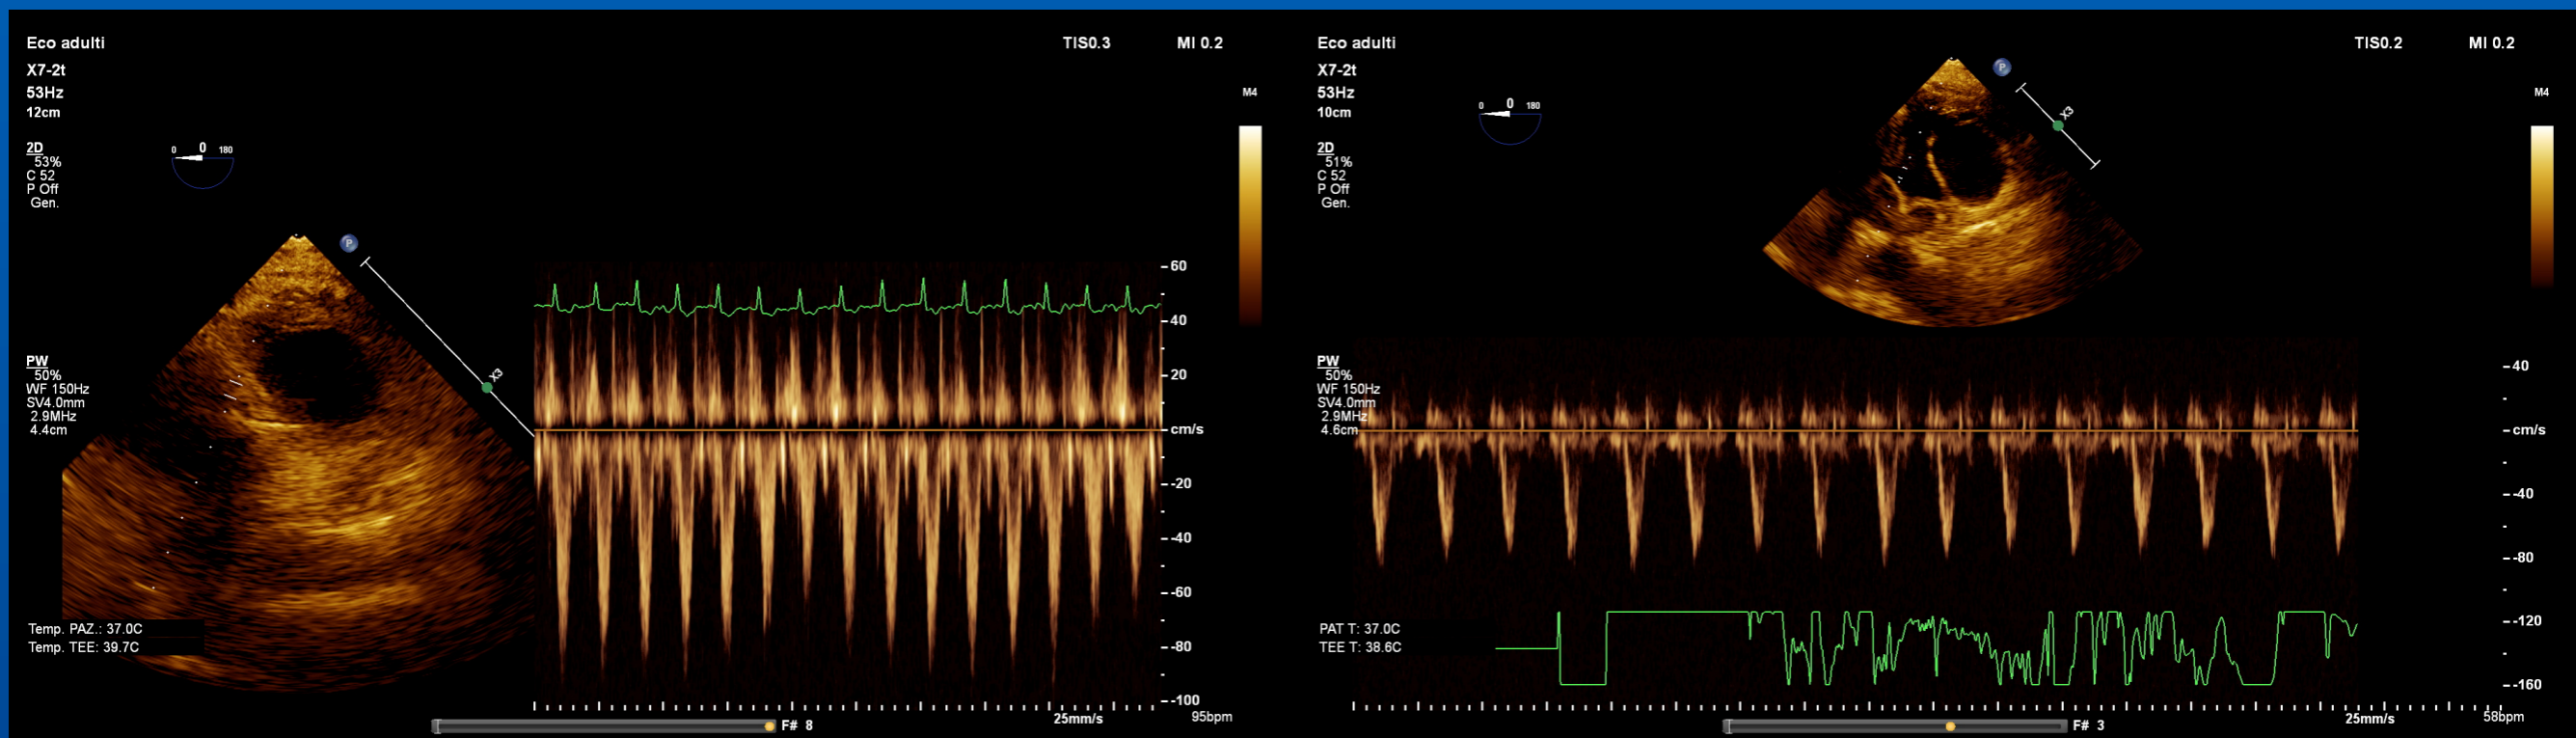 Eco adulti
TIS0.3 MI 0.2
X7-2t
53Hz
12cm
M4
2D
53%
C 52
P Off
Gen.
0 0 180
P
X3
PW
50%
WF 150Hz
SV4.0mm
2.9MHz
4.4cm
60
40
20
cm/s
-20
-40
-60
-80
-100
Temp. PAZ.: 37.0C
Temp. TEE: 39.7C
25mm/s
95bpm
F# 8
Eco adulti
TIS0.2 MI 0.2
X7-2t
53Hz
10cm
M4
2D
51%
C 52
P Off
Gen.
0 0 180
P
X3
PW
50%
WF 150Hz
SV4.0mm
2.9MHz
4.6cm
40
cm/s
-40
-80
-120
-160
PAT T: 37.0C
TEE T: 38.6C
25mm/s
58bpm
F# 3